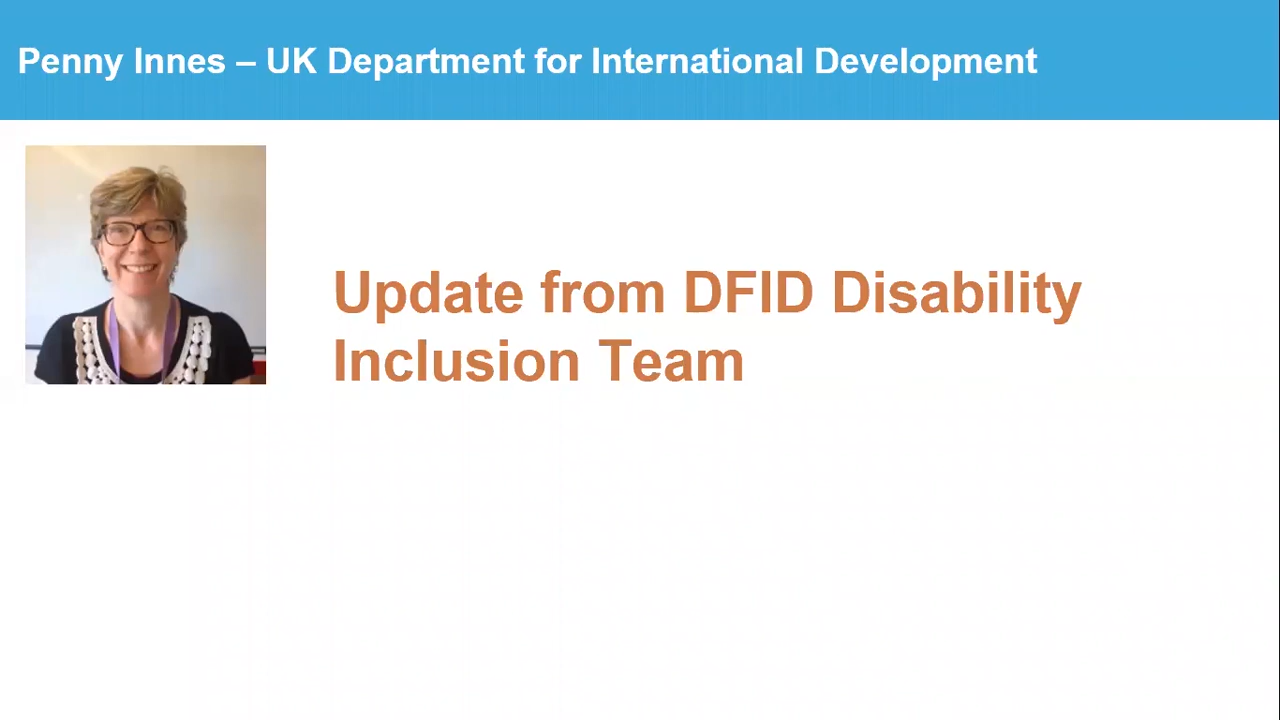 Penny Innes – UK Department for International Development
Update from DFID Disability
Inclusion Team